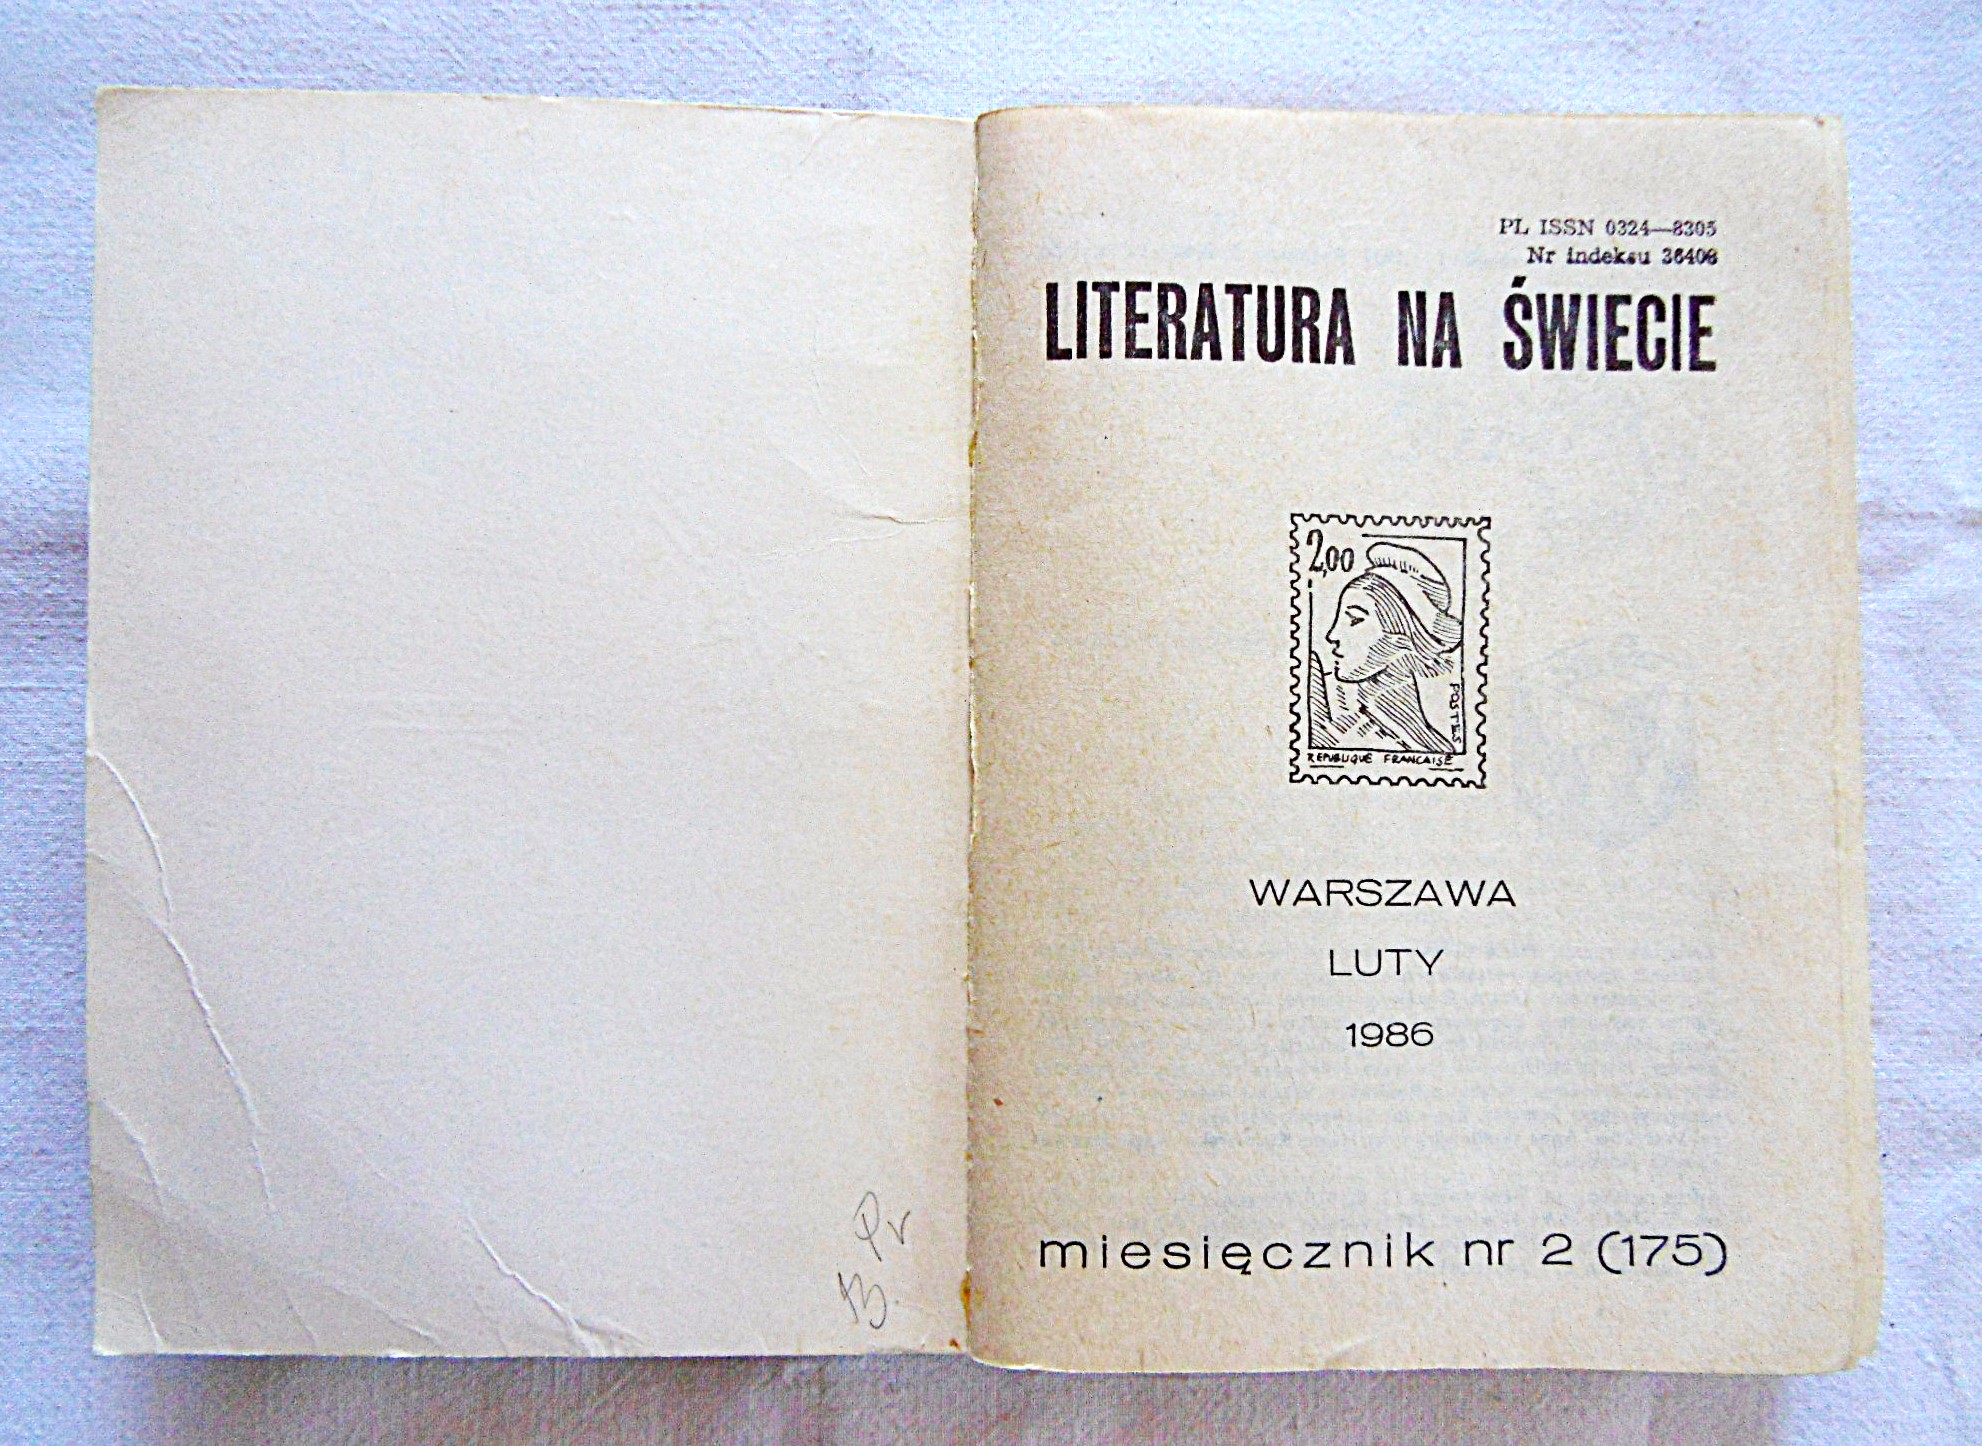 PL ISSN 0324—8305
Nr indeksu 36408
LITERATURA NA ŚWIECIE
2,00
POSTES
REPUBLIQUE FRANCAISE
WARSZAWA
LUTY
1986
miesięcznik nr 2 (175)
Pr
B.